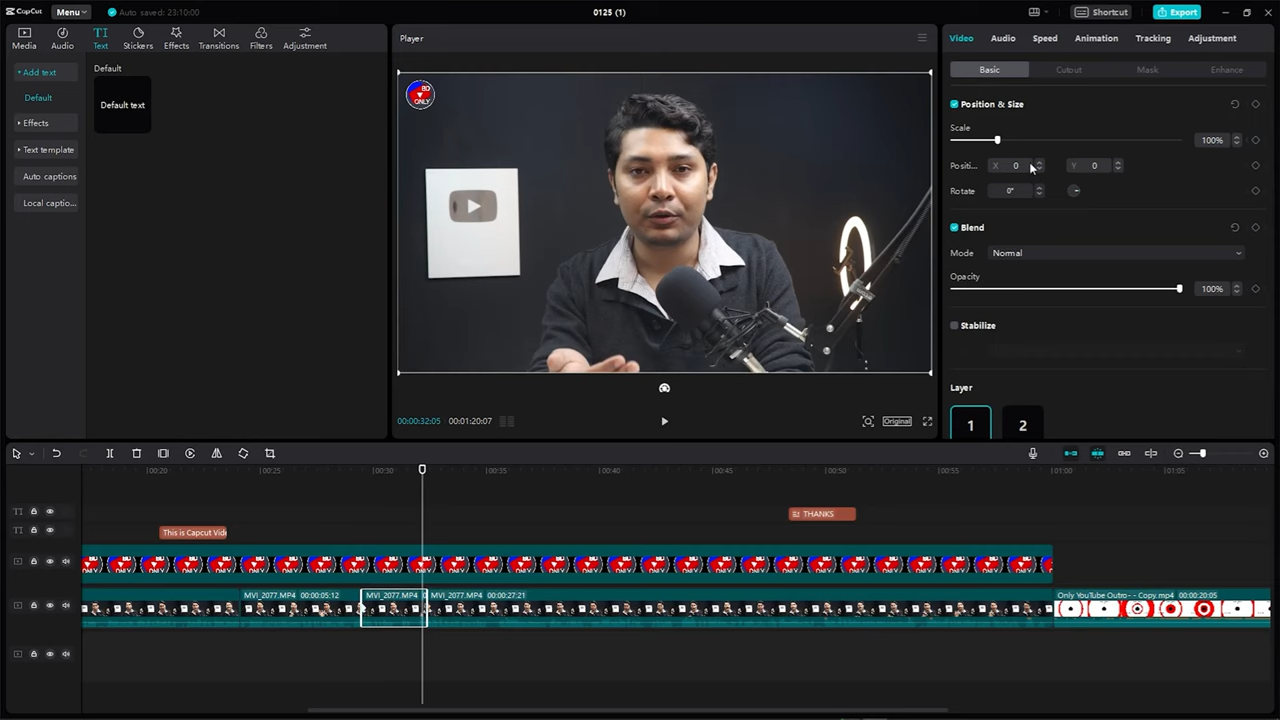 CapCut Menu Auto saved: 23:10:00 0125 (1) Shortcut Export
Media Audio Text Stickers Effects Transitions Filters Adjustment
Player
Video Audio Speed Animation Tracking Adjustment
Add text
Default
Effects
Text template
Auto captions
Local captio...
Default
Default text
BD
ONLY
Basic Cutout Mask Enhance
Position & Size
Scale
100%
Positi... X 0 Y 0
Rotate 0°
Blend
Mode Normal
Opacity
100%
Stabilize
Layer
1 2
00:00:32:05 00:01:20:07
Original
00:20 00:25 00:30 00:35 00:40 00:45 00:50 00:55 01:00 01:05
THANKS
This is Capcut Vide
MVI_2077.MP4 00:00:05:12 MVI_2077.MP4 MVI_2077.MP4 00:00:27:21 Only YouTube Outro-- Copy.mp4 00:00:20:05